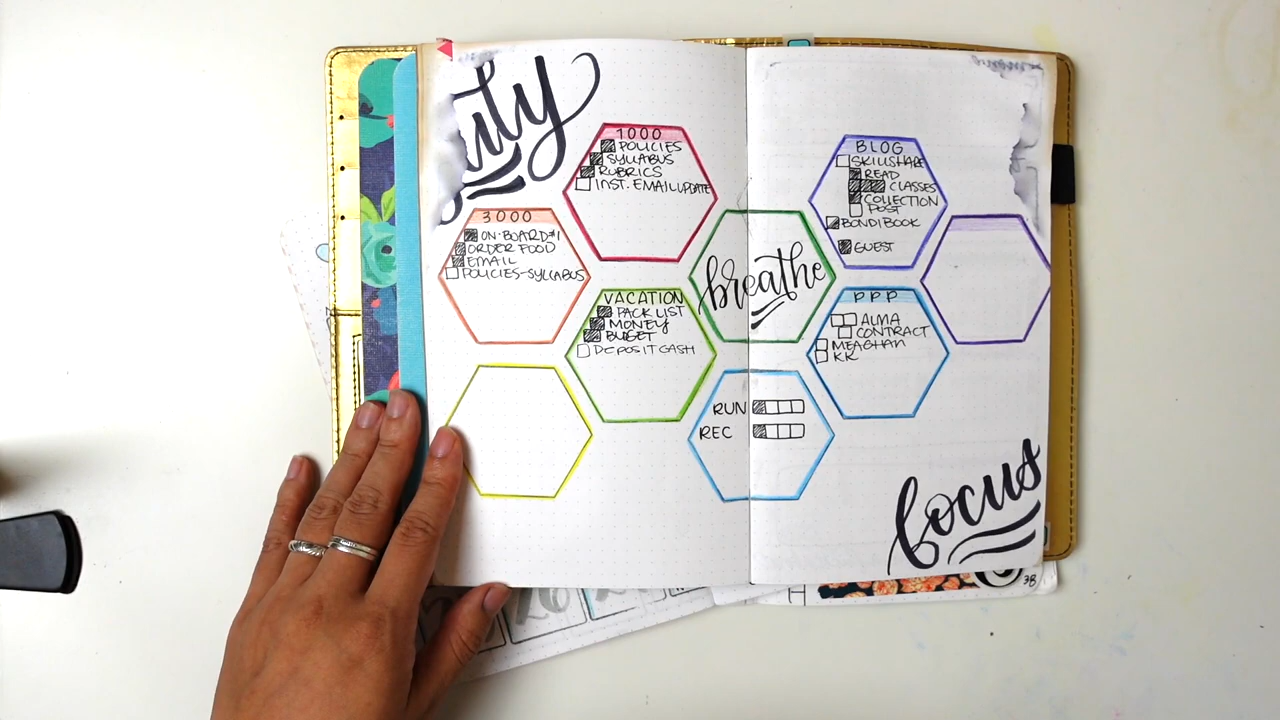 1000
POLICIES
SYLLABUS
RUBRICS
INST. EMAIL UPDATE
3000
ON-BOARD #1
ORDER FOOD
EMAIL
POLICIES-SYLLABUS
VACATION
PACK LIST
MONEY
BUDGET
DEPOSIT CASH
breathe
RUN
REC
BLOG
SKILLSHARE
READ
CLASSES
COLLECTION
POST
BONDIBOOK
GUEST
PPP
ALMA
CONTRACT
MEAGHAN
KK
focus
26